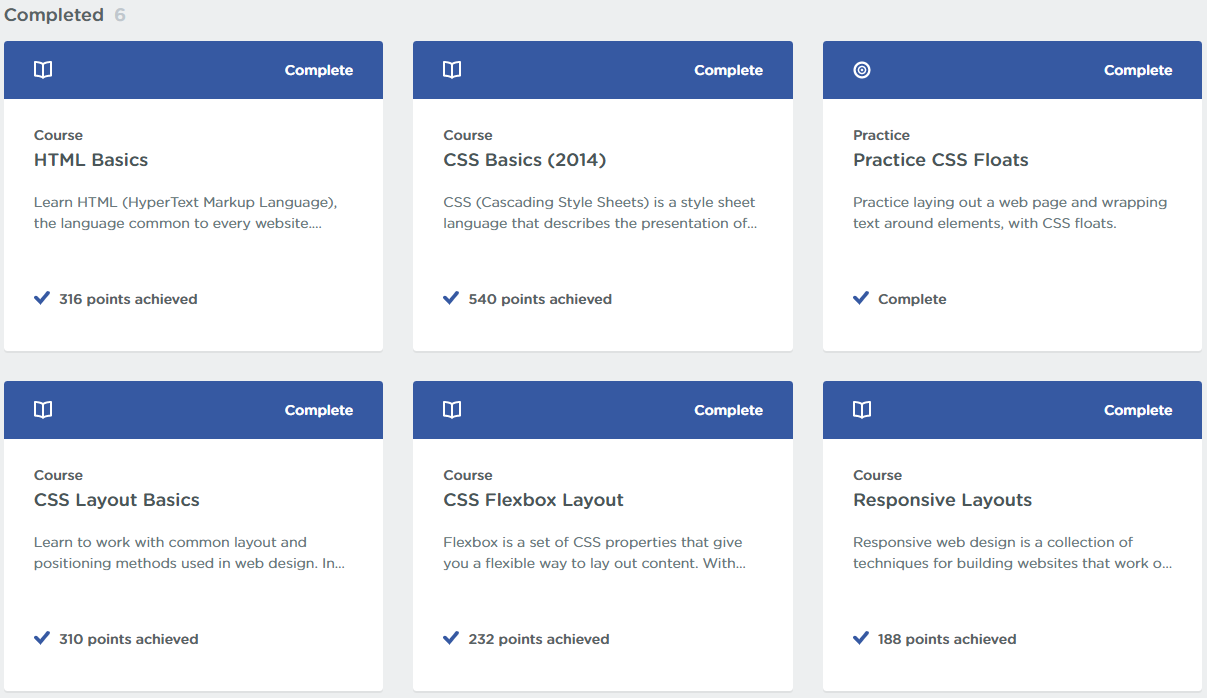 Completed 6
Complete
Course
HTML Basics
Learn HTML (HyperText Markup Language),
the language common to every website....
316 points achieved
Complete
Course
CSS Basics (2014)
CSS (Cascading Style Sheets) is a style sheet
language that describes the presentation of...
540 points achieved
Complete
Practice
Practice CSS Floats
Practice laying out a web page and wrapping
text around elements, with CSS floats.
Complete
Complete
Course
CSS Layout Basics
Learn to work with common layout and
positioning methods used in web design. In...
310 points achieved
Complete
Course
CSS Flexbox Layout
Flexbox is a set of CSS properties that give
you a flexible way to lay out content. With...
232 points achieved
Complete
Course
Responsive Layouts
Responsive web design is a collection of
techniques for building websites that work o...
188 points achieved